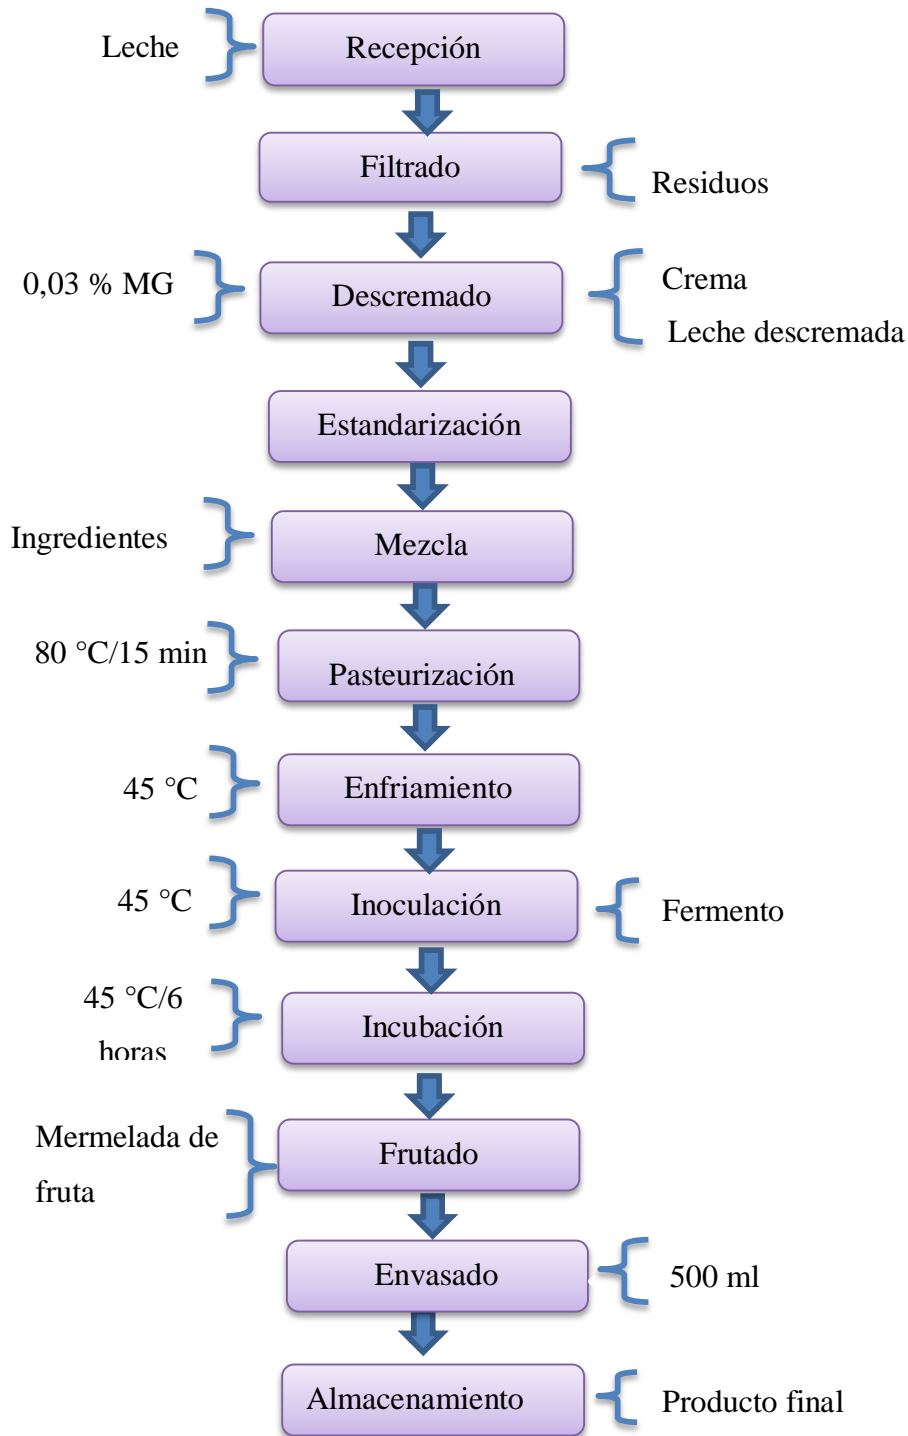 Leche
Recepción
Filtrado
Residuos
0,03 % MG
Descremado
Crema
Leche descremada
Estandarización
Ingredientes
Mezcla
80 °C/15 min
Pasteurización
45 °C
Enfriamiento
45 °C
Inoculación
Fermento
45 °C/6
horas
Incubación
Mermelada de
fruta
Frutado
Envasado
500 ml
Almacenamiento
Producto final